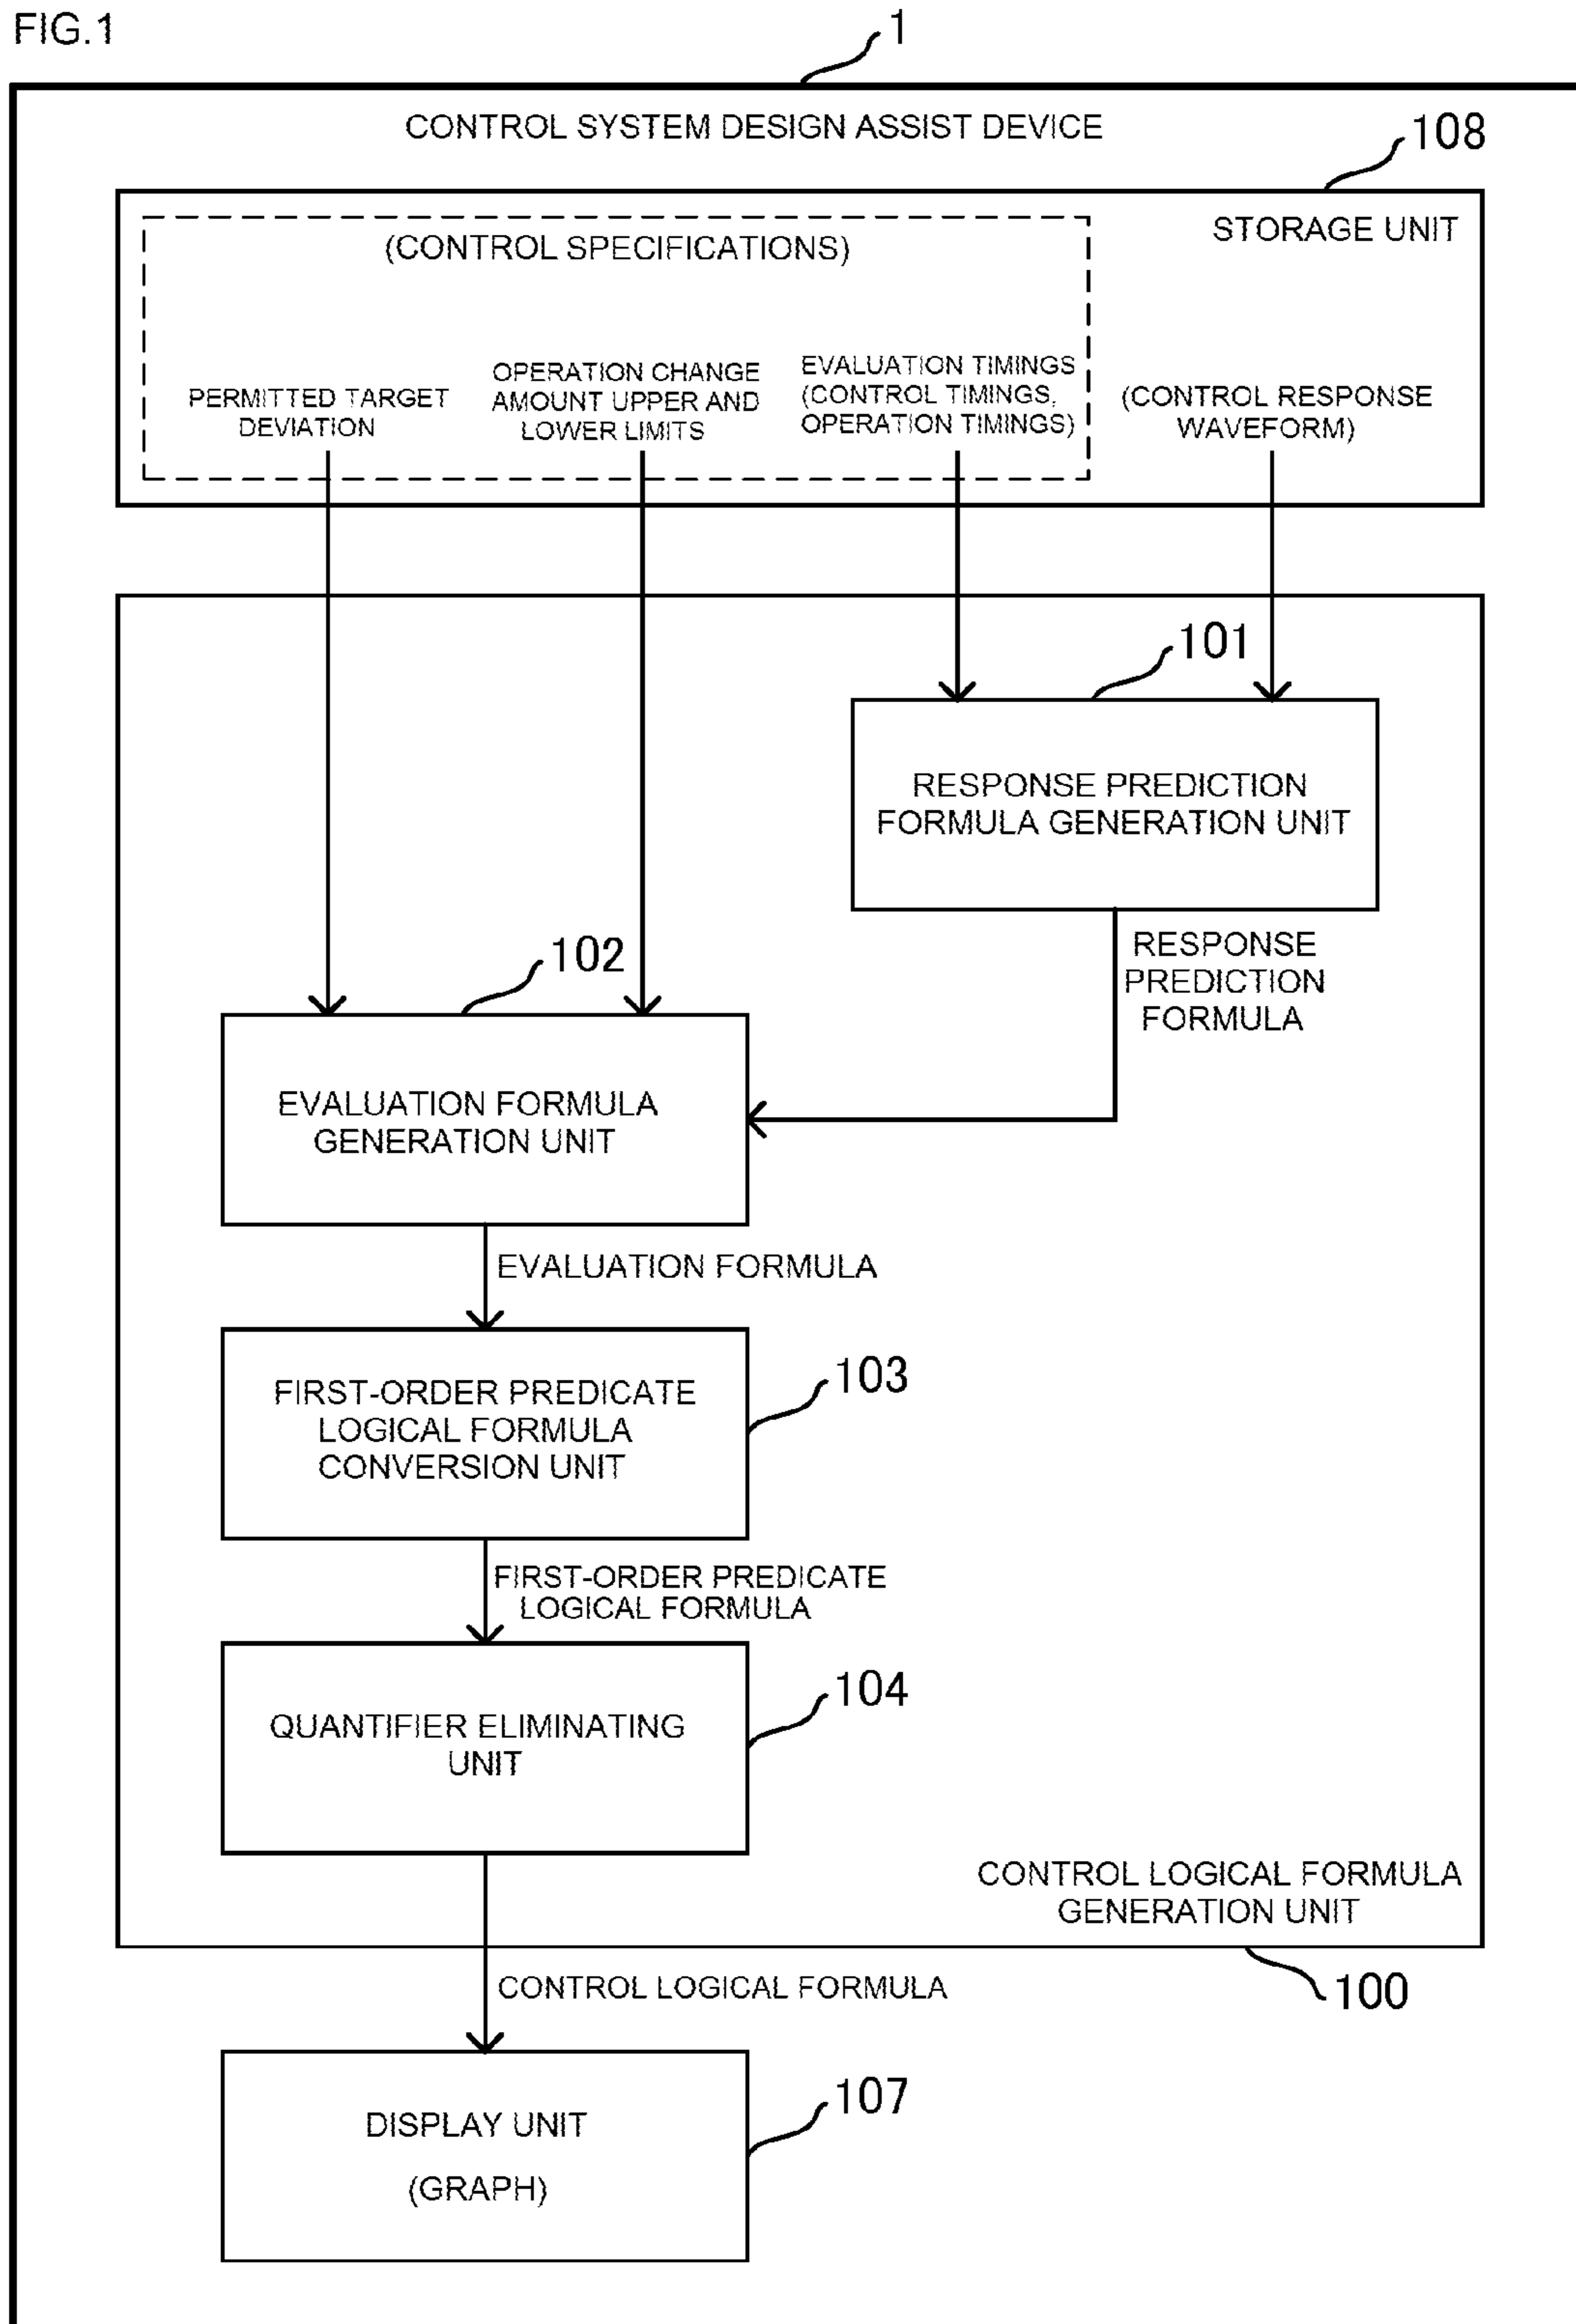 FIG.1
1
CONTROL SYSTEM DESIGN ASSIST DEVICE
108
STORAGE UNIT
(CONTROL SPECIFICATIONS)
PERMITTED TARGET
DEVIATION
OPERATION CHANGE
AMOUNT UPPER AND
LOWER LIMITS
EVALUATION TIMINGS
(CONTROL TIMINGS,
OPERATION TIMINGS)
(CONTROL RESPONSE
WAVEFORM)
101
RESPONSE PREDICTION
FORMULA GENERATION UNIT
RESPONSE
PREDICTION
FORMULA
102
EVALUATION FORMULA
GENERATION UNIT
EVALUATION FORMULA
103
FIRST-ORDER PREDICATE
LOGICAL FORMULA
CONVERSION UNIT
FIRST-ORDER PREDICATE
LOGICAL FORMULA
104
QUANTIFIER ELIMINATING
UNIT
CONTROL LOGICAL FORMULA
GENERATION UNIT
100
CONTROL LOGICAL FORMULA
107
DISPLAY UNIT
(GRAPH)